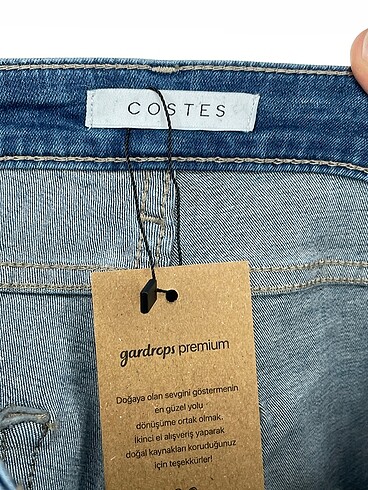 COSTES
gardrops premium
Doğaya olan sevgini göstermenin
en güzel yolu
dönüşüme ortak olmak.
İkinci el alışveriş yaparak
doğal kaynakları koruduğunuz
için teşekkürler!